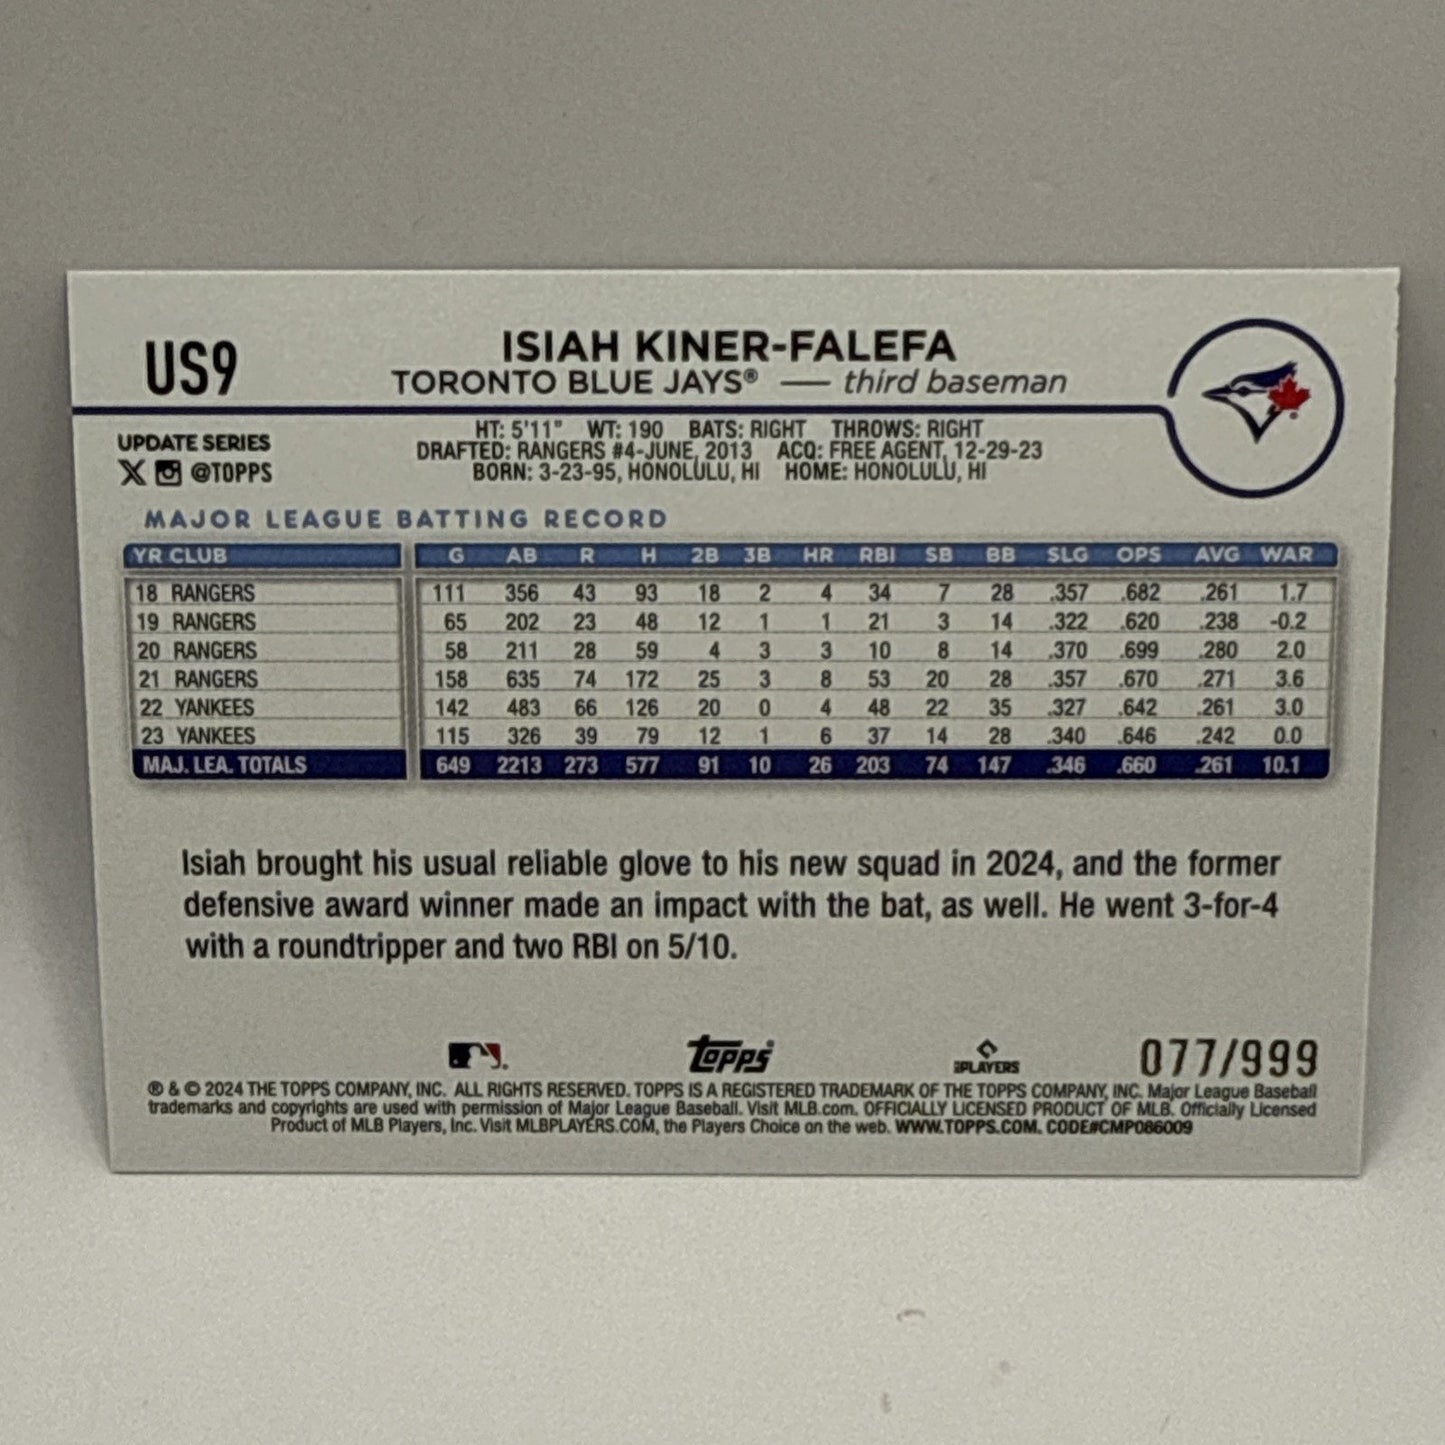 US9
ISIAH KINER-FALEFA
TORONTO BLUE JAYS® — third baseman
UPDATE SERIES
@TOPPS
HT: 5'11" WT: 190 BATS: RIGHT THROWS: RIGHT
DRAFTED: RANGERS #4-JUNE, 2013 ACQ: FREE AGENT, 12-29-23
BORN: 3-23-95, HONOLULU, HI HOME: HONOLULU, HI
MAJOR LEAGUE BATTING RECORD
YR CLUB G AB R H 2B 3B HR RBI SB BB SLG OPS AVG WAR
18 RANGERS 111 356 43 93 18 2 4 34 7 28 .357 .682 .261 1.7
19 RANGERS 65 202 23 48 12 1 1 21 3 14 .322 .620 .238 -0.2
20 RANGERS 58 211 28 59 4 3 3 10 8 14 .370 .699 .280 2.0
21 RANGERS 158 635 74 172 25 3 8 53 20 28 .357 .670 .271 3.6
22 YANKEES 142 483 66 126 20 0 4 48 22 35 .327 .642 .261 3.0
23 YANKEES 115 326 39 79 12 1 6 37 14 28 .340 .646 .242 0.0
MAJ. LEA. TOTALS 649 2213 273 577 91 10 26 203 74 147 .346 .660 .261 10.1
Isiah brought his usual reliable glove to his new squad in 2024, and the former
defensive award winner made an impact with the bat, as well. He went 3-for-4
with a roundtripper and two RBI on 5/10.
topps®
PLAYERS
077/999
® & © 2024 THE TOPPS COMPANY, INC. ALL RIGHTS RESERVED. TOPPS IS A REGISTERED TRADEMARK OF THE TOPPS COMPANY, INC. Major League Baseball
trademarks and copyrights are used with permission of Major League Baseball. Visit MLB.com. OFFICIALLY LICENSED PRODUCT OF MLB. Officially Licensed
Product of MLB Players, Inc. Visit MLBPLAYERS.COM, the Players Choice on the web. WWW.TOPPS.COM. CODE#CMP086009